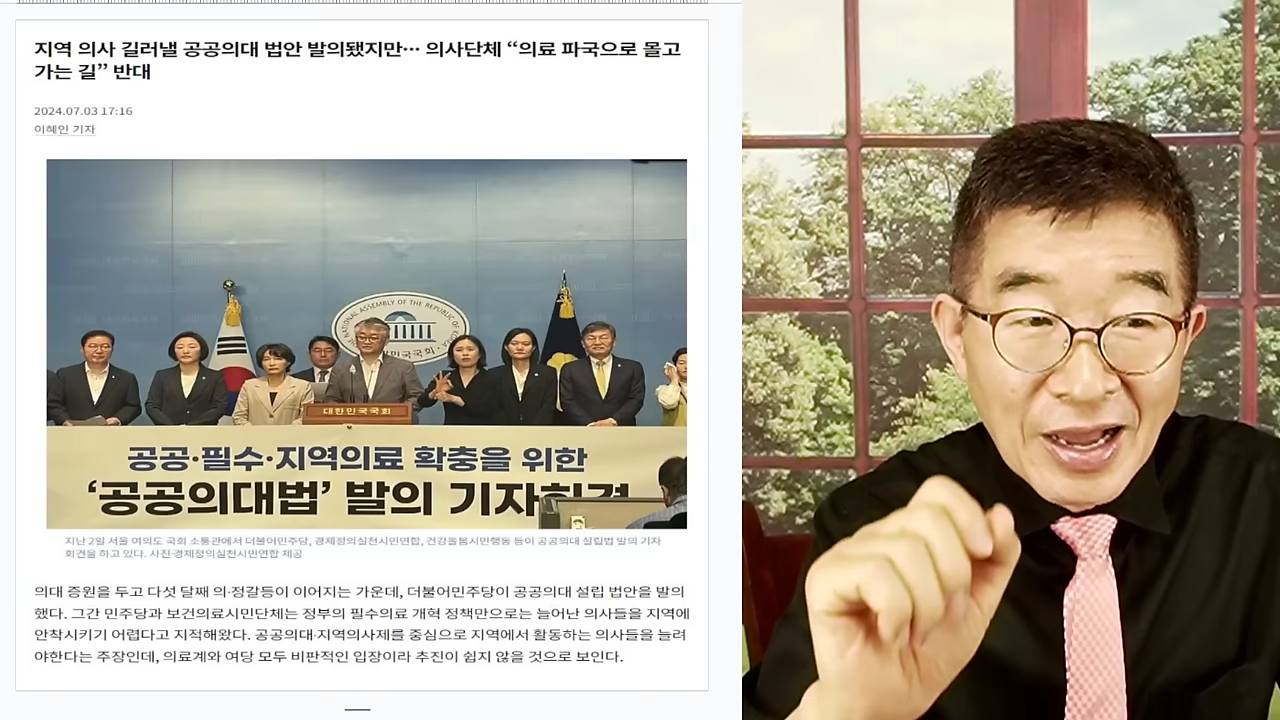 지역 의사 길러낼 공공의대 법안 발의됐지만… 의사단체 “의료 파국으로 몰고
가는 길” 반대
2024.07.03 17:16
이혜인 기자
NATIONAL ASSEMBLY OF THE REPUBLIC OF
대한민국국회
공공·필수·지역의료 확충을 위한
‘공공의대법’ 발의 기자회견
지난 2일 서울 여의도 국회 소통관에서 더불어민주당, 경제정의실천시민연합, 건강돌봄시민행동 등이 공공의대 설립법 발의 기자
회견을 하고 있다. 사진·경제정의실천시민연합 제공
의대 증원을 두고 다섯 달째 의·정갈등이 이어지는 가운데, 더불어민주당이 공공의대 설립 법안을 발의
했다. 그간 민주당과 보건의료시민단체는 정부의 필수의료 개혁 정책만으로는 늘어난 의사들을 지역에
안착시키기 어렵다고 지적해왔다. 공공의대·지역의사제를 중심으로 지역에서 활동하는 의사들을 늘려
야한다는 주장인데, 의료계와 여당 모두 비판적인 입장이라 추진이 쉽지 않을 것으로 보인다.